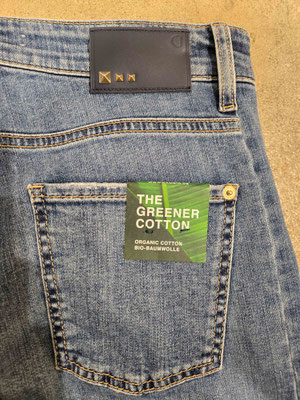 THE
GREENER
COTTON
ORGANIC COTTON
BIO-BAUMWOLLE